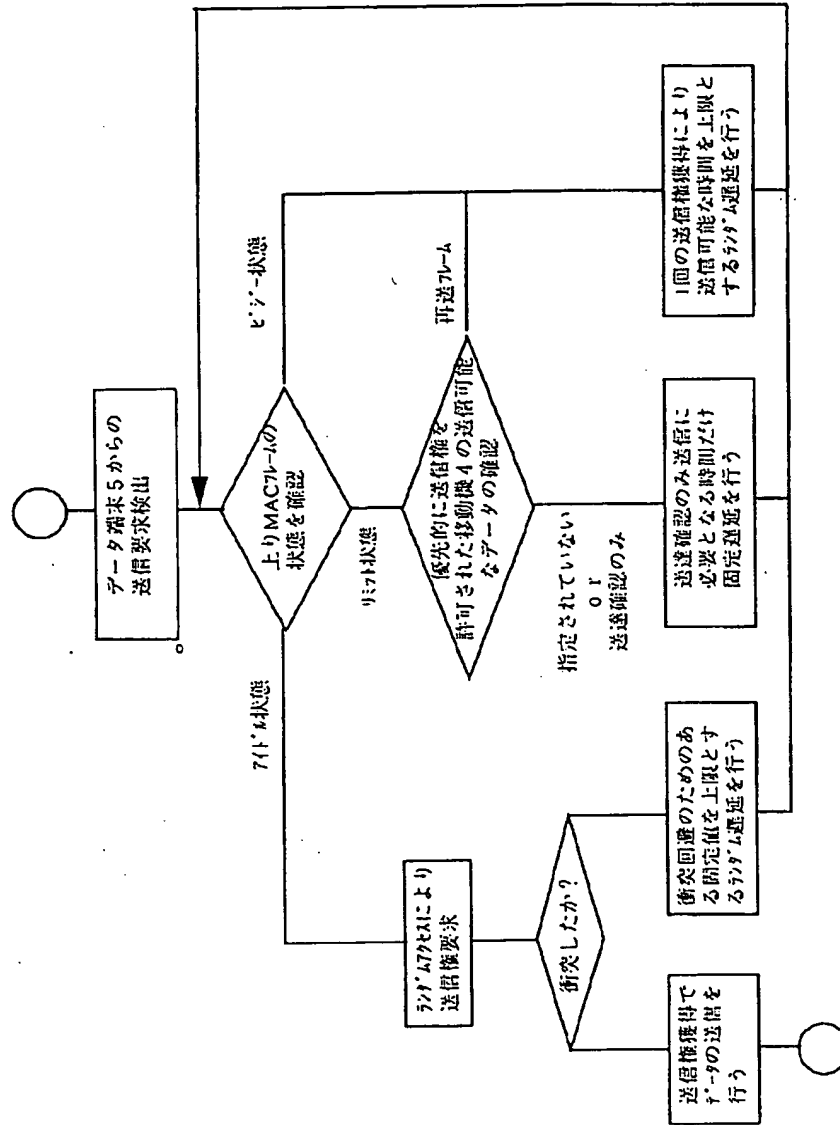 データ端末5からの
送信要求検出
上りMACフレームの
状態を確認
アイドル状態
リミット状態
ビジー状態
優先的に送信権を
許可された移動機4の送信可能
なデータの確認
再送フレーム
指定されていない
or
送達確認のみ
ランダムアクセスにより
送信権要求
衝突したか?
送信権獲得で
データの送信を
行う
衝突回避のためのあ
る固定値を上限とす
るランダム遅延を行う
送達確認のみ送信に
必要となる時間だけ
固定遅延を行う
1回の送信権獲得により
送信可能な時間を上限と
するランダム遅延を行う